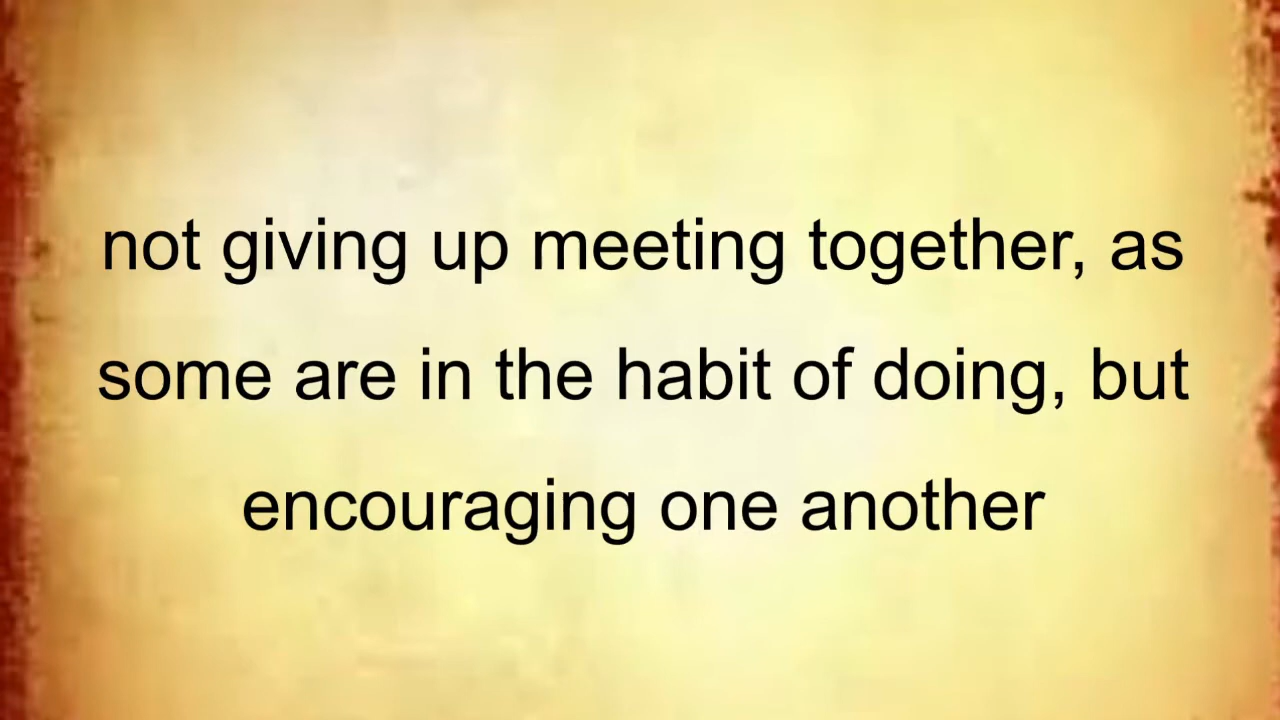 not giving up meeting together, as
some are in the habit of doing, but
encouraging one another